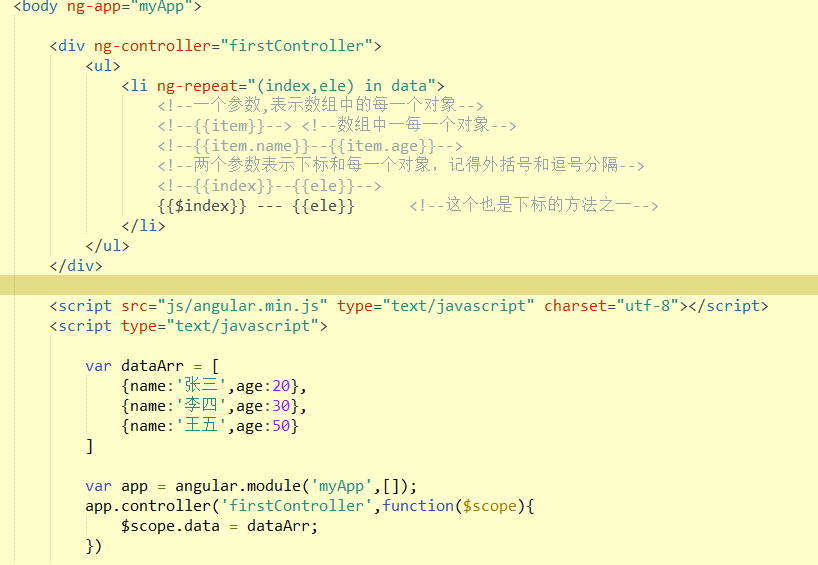 <body ng-app="myApp">
<div ng-controller="firstController">
<ul>
<li ng-repeat="(index,ele) in data">
<!--一个参数,表示数组中的每一个对象-->
<!--{{item}}--> <!--数组中一每一个对象-->
<!--{{item.name}}--{{item.age}}-->
<!--两个参数表示下标和每一个对象，记得外括号和逗号分隔-->
<!--{{index}}--{{ele}}-->
{{$index}} --- {{ele}} <!--这个也是下标的方法之一-->
</li>
</ul>
</div>
<script src="js/angular.min.js" type="text/javascript" charset="utf-8"></script>
<script type="text/javascript">
var dataArr = [
{name:'张三',age:20},
{name:'李四',age:30},
{name:'王五',age:50}
]
var app = angular.module('myApp',[]);
app.controller('firstController',function($scope){
$scope.data = dataArr;
})